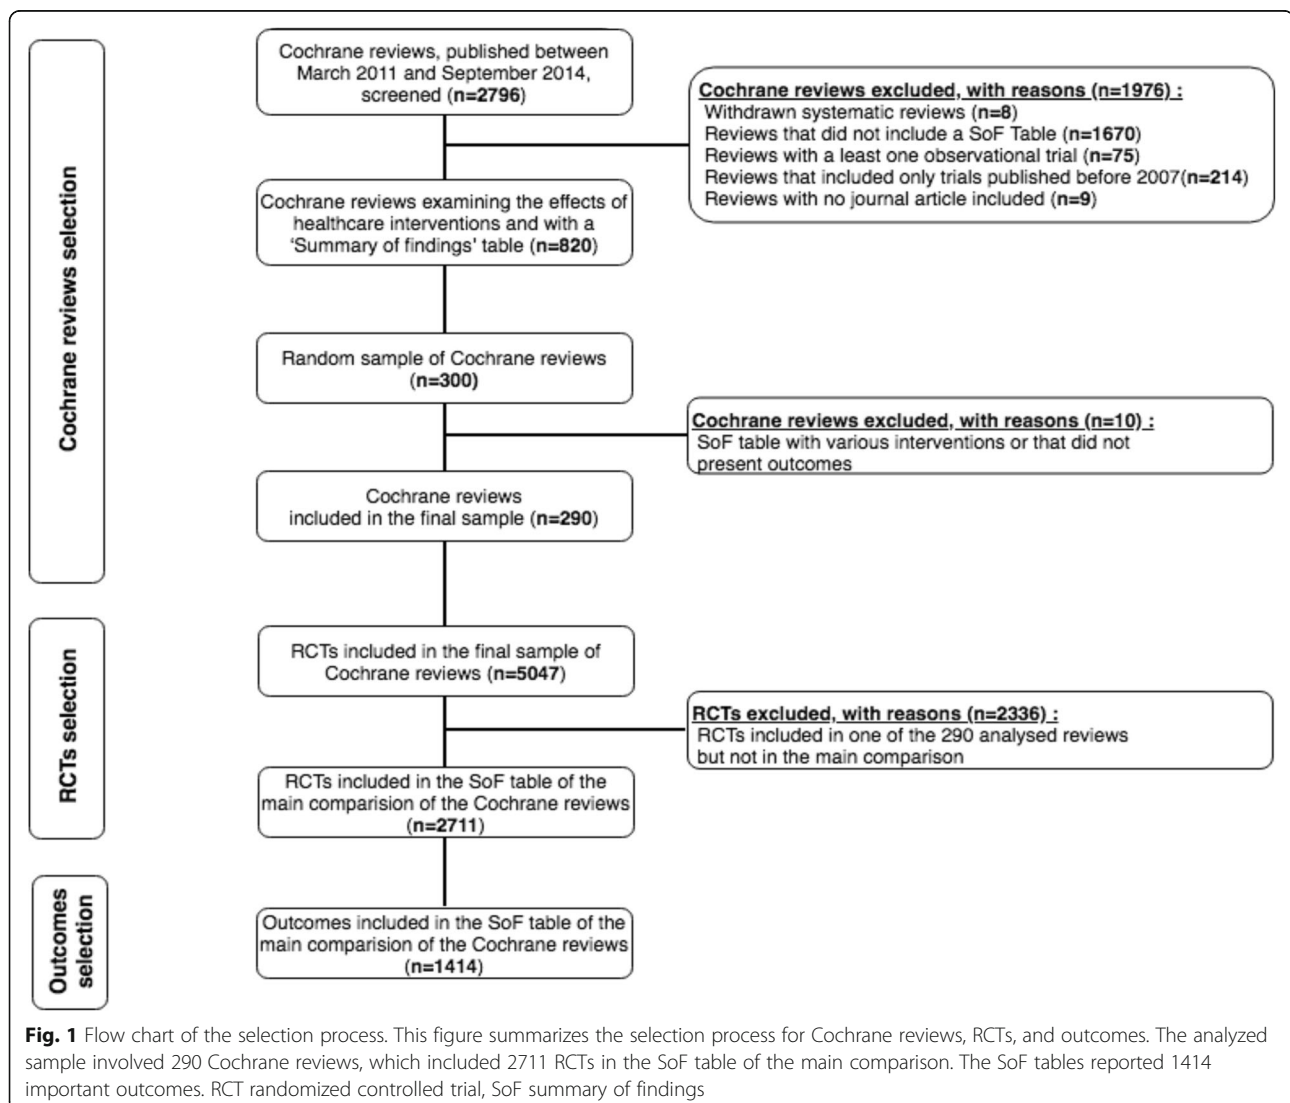 Cochrane reviews selection
Cochrane reviews, published between
March 2011 and September 2014,
screened (n=2796)
Cochrane reviews excluded, with reasons (n=1976) :
Withdrawn systematic reviews (n=8)
Reviews that did not include a SoF Table (n=1670)
Reviews with a least one observational trial (n=75)
Reviews that included only trials published before 2007(n=214)
Reviews with no journal article included (n=9)
Cochrane reviews examining the effects of
healthcare interventions and with a
‘Summary of findings’ table (n=820)
Random sample of Cochrane reviews
(n=300)
Cochrane reviews excluded, with reasons (n=10) :
SoF table with various interventions or that did not
present outcomes
Cochrane reviews
included in the final sample (n=290)
RCTs selection
RCTs included in the final sample of
Cochrane reviews (n=5047)
RCTs excluded, with reasons (n=2336) :
RCTs included in one of the 290 analysed reviews
but not in the main comparison
RCTs included in the SoF table of the
main comparision of the Cochrane reviews
(n=2711)
Outcomes
selection
Outcomes included in the SoF table of the
main comparision of the Cochrane reviews
(n=1414)
Fig. 1 Flow chart of the selection process. This figure summarizes the selection process for Cochrane reviews, RCTs, and outcomes. The analyzed
sample involved 290 Cochrane reviews, which included 2711 RCTs in the SoF table of the main comparison. The SoF tables reported 1414
important outcomes. RCT randomized controlled trial, SoF summary of findings